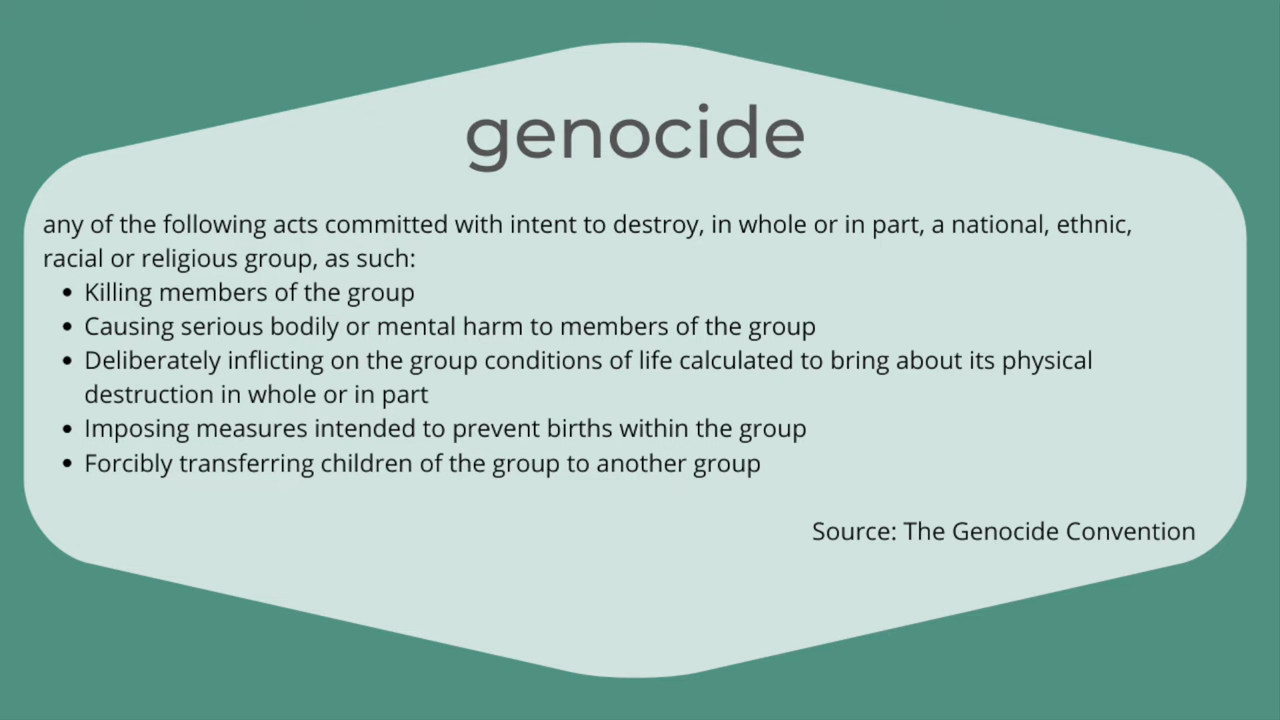 genocide
any of the following acts committed with intent to destroy, in whole or in part, a national, ethnic,
racial or religious group, as such:
• Killing members of the group
• Causing serious bodily or mental harm to members of the group
• Deliberately inflicting on the group conditions of life calculated to bring about its physical
destruction in whole or in part
• Imposing measures intended to prevent births within the group
• Forcibly transferring children of the group to another group
Source: The Genocide Convention